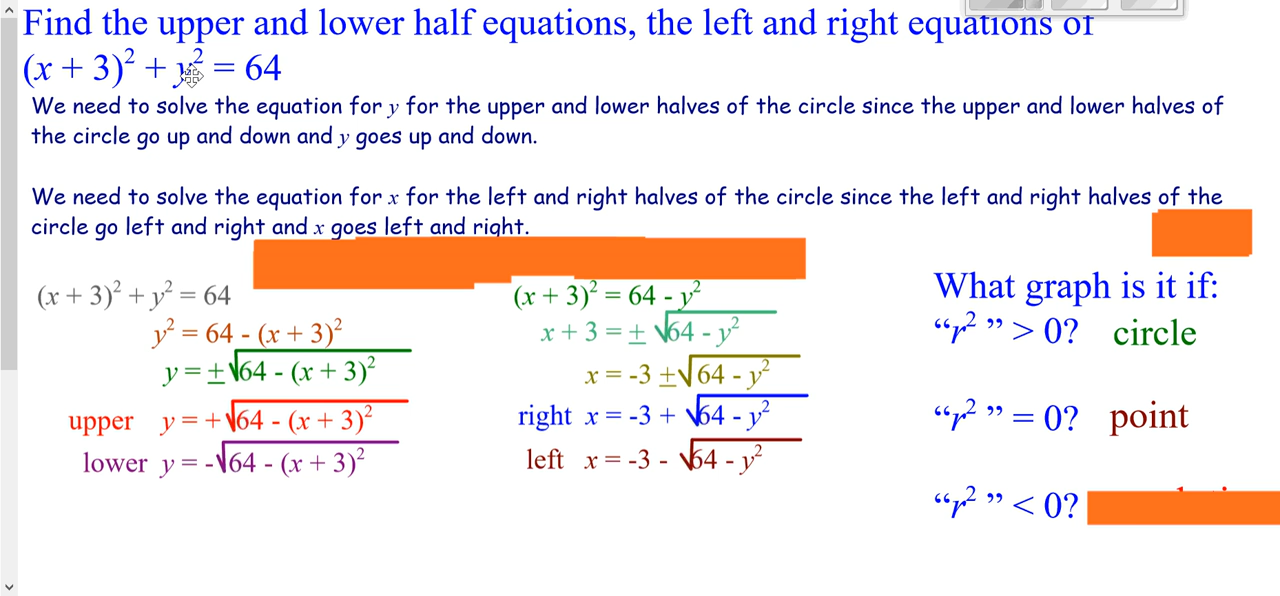 Find the upper and lower half equations, the left and right equations of
(x + 3)² + y² = 64
We need to solve the equation for y for the upper and lower halves of the circle since the upper and lower halves of
the circle go up and down and y goes up and down.
We need to solve the equation for x for the left and right halves of the circle since the left and right halves of the
circle go left and right and x goes left and right.
(x + 3)² + y² = 64
y² = 64 - (x + 3)²
y = ±√64 - (x + 3)²
upper y = +√64 - (x + 3)²
lower y = -√64 - (x + 3)²
(x + 3)² = 64 - y²
x + 3 = ± √64 - y²
x = -3 ±√64 - y²
right x = -3 + √64 - y²
left x = -3 - √64 - y²
What graph is it if:
“r² ” > 0? circle
“r² ” = 0? point
“r² ” < 0?